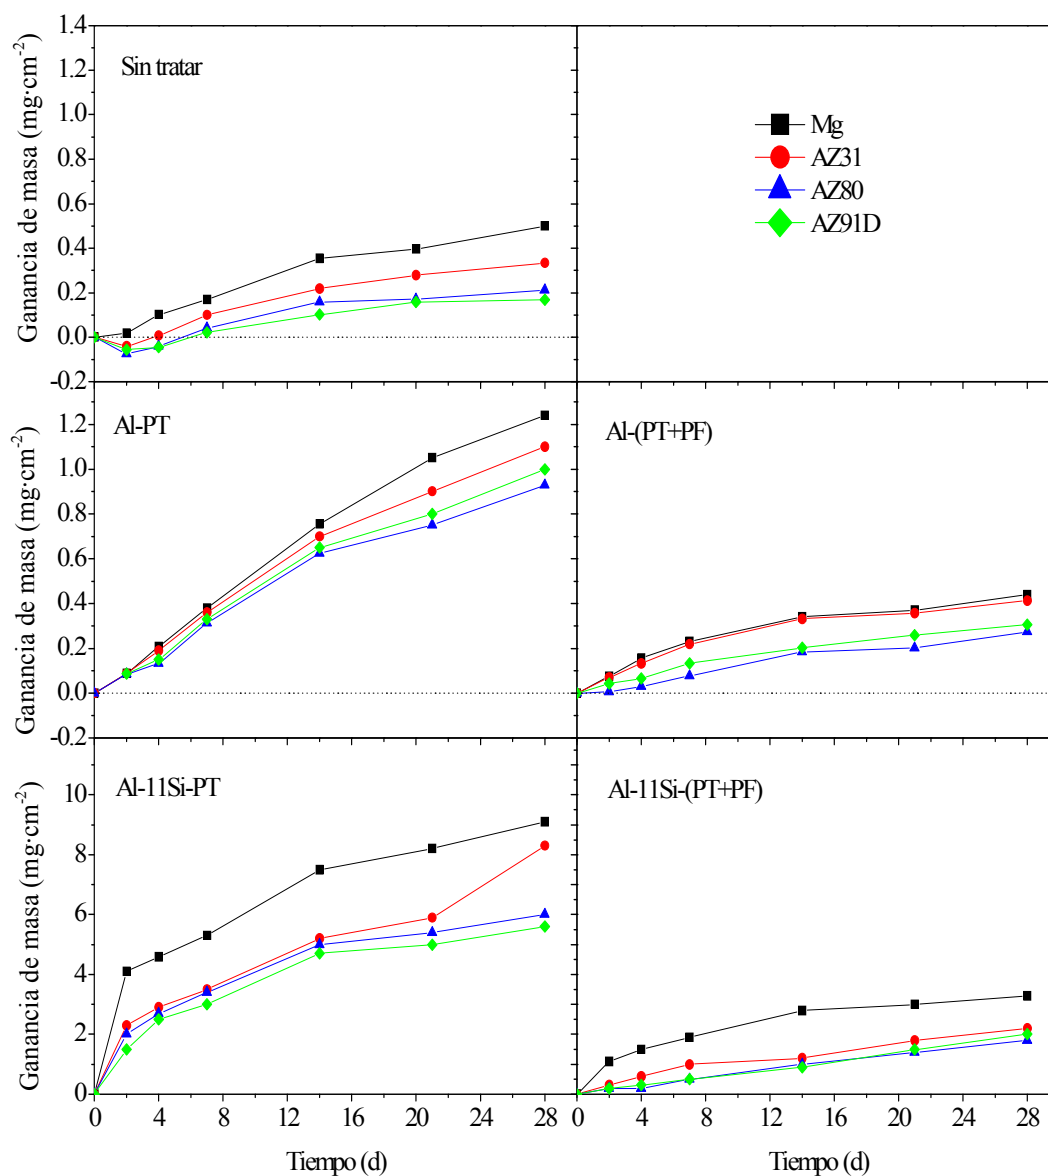 Ganancia de masa (mg·cm-2)
1.4
1.2
1.0
0.8
0.6
0.4
0.2
0.0
-0.2
Sin tratar
Mg
AZ31
AZ80
AZ91D
Ganancia de masa (mg·cm-2)
1.2
1.0
0.8
0.6
0.4
0.2
0.0
-0.2
Al-PT
Al-(PT+PF)
Ganancia de masa (mg·cm-2)
10
8
6
4
2
0
Al-11Si-PT
Al-11Si-(PT+PF)
0 4 8 12 16 20 24 28
0 4 8 12 16 20 24 28
Tiempo (d)
Tiempo (d)